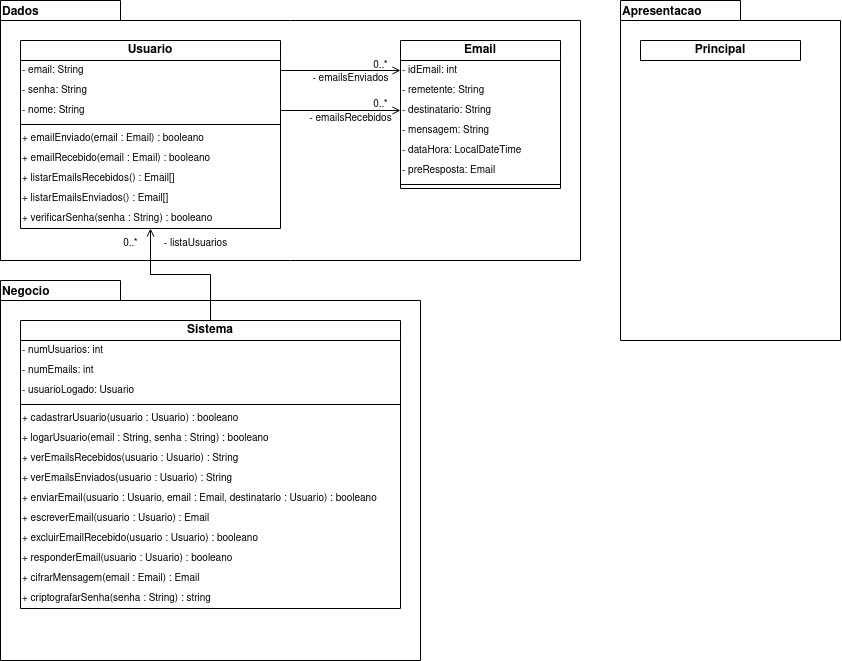 Dados
Usuario
- email: String
- senha: String
- nome: String
+ emailEnviado(email : Email) : booleano
+ emailRecebido(email : Email) : booleano
+ listarEmailsRecebidos() : Email[]
+ listarEmailsEnviados() : Email[]
+ verificarSenha(senha : String) : booleano
0..*
- emailsEnviados
0..*
- emailsRecebidos
Email
- idEmail: int
- remetente: String
- destinatario: String
- mensagem: String
- dataHora: LocalDateTime
- preResposta: Email
0..*
- listaUsuarios
Negocio
Sistema
- numUsuarios: int
- numEmails: int
- usuarioLogado: Usuario
+ cadastrarUsuario(usuario : Usuario) : booleano
+ logarUsuario(email : String, senha : String) : booleano
+ verEmailsRecebidos(usuario : Usuario) : String
+ verEmailsEnviados(usuario : Usuario) : String
+ enviarEmail(usuario : Usuario, email : Email, destinatario : Usuario) : booleano
+ escreverEmail(usuario : Usuario) : Email
+ excluirEmailRecebido(usuario : Usuario) : booleano
+ responderEmail(usuario : Usuario) : booleano
+ cifrarMensagem(email : Email) : Email
+ criptografarSenha(senha : String) : string
Apresentacao
Principal